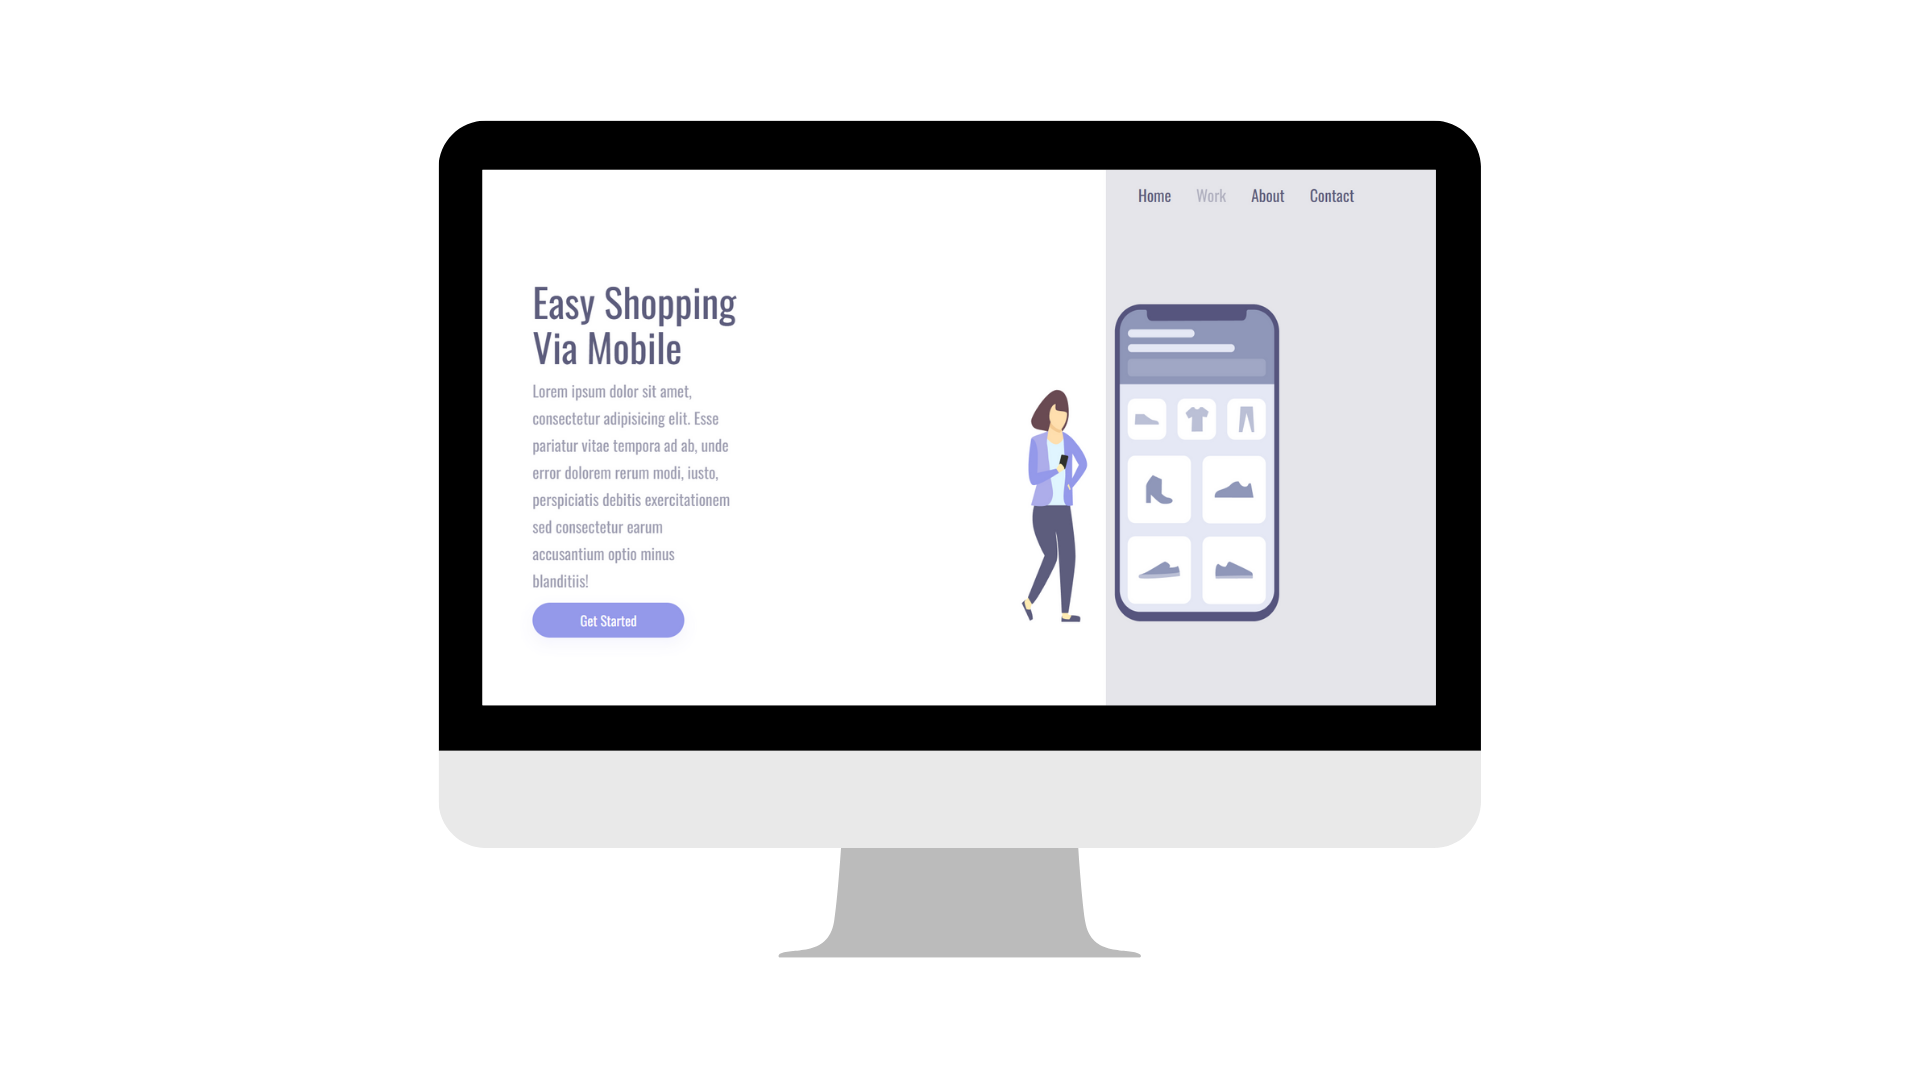 Home Work About Contact
Easy Shopping
Via Mobile
Lorem ipsum dolor sit amet,
consectetur adipisicing elit. Esse
pariatur vitae tempora ad ab, unde
error dolorem rerum modi, iusto,
perspiciatis debitis exercitationem
sed consectetur earum
accusantium optio minus
blanditiis!
Get Started